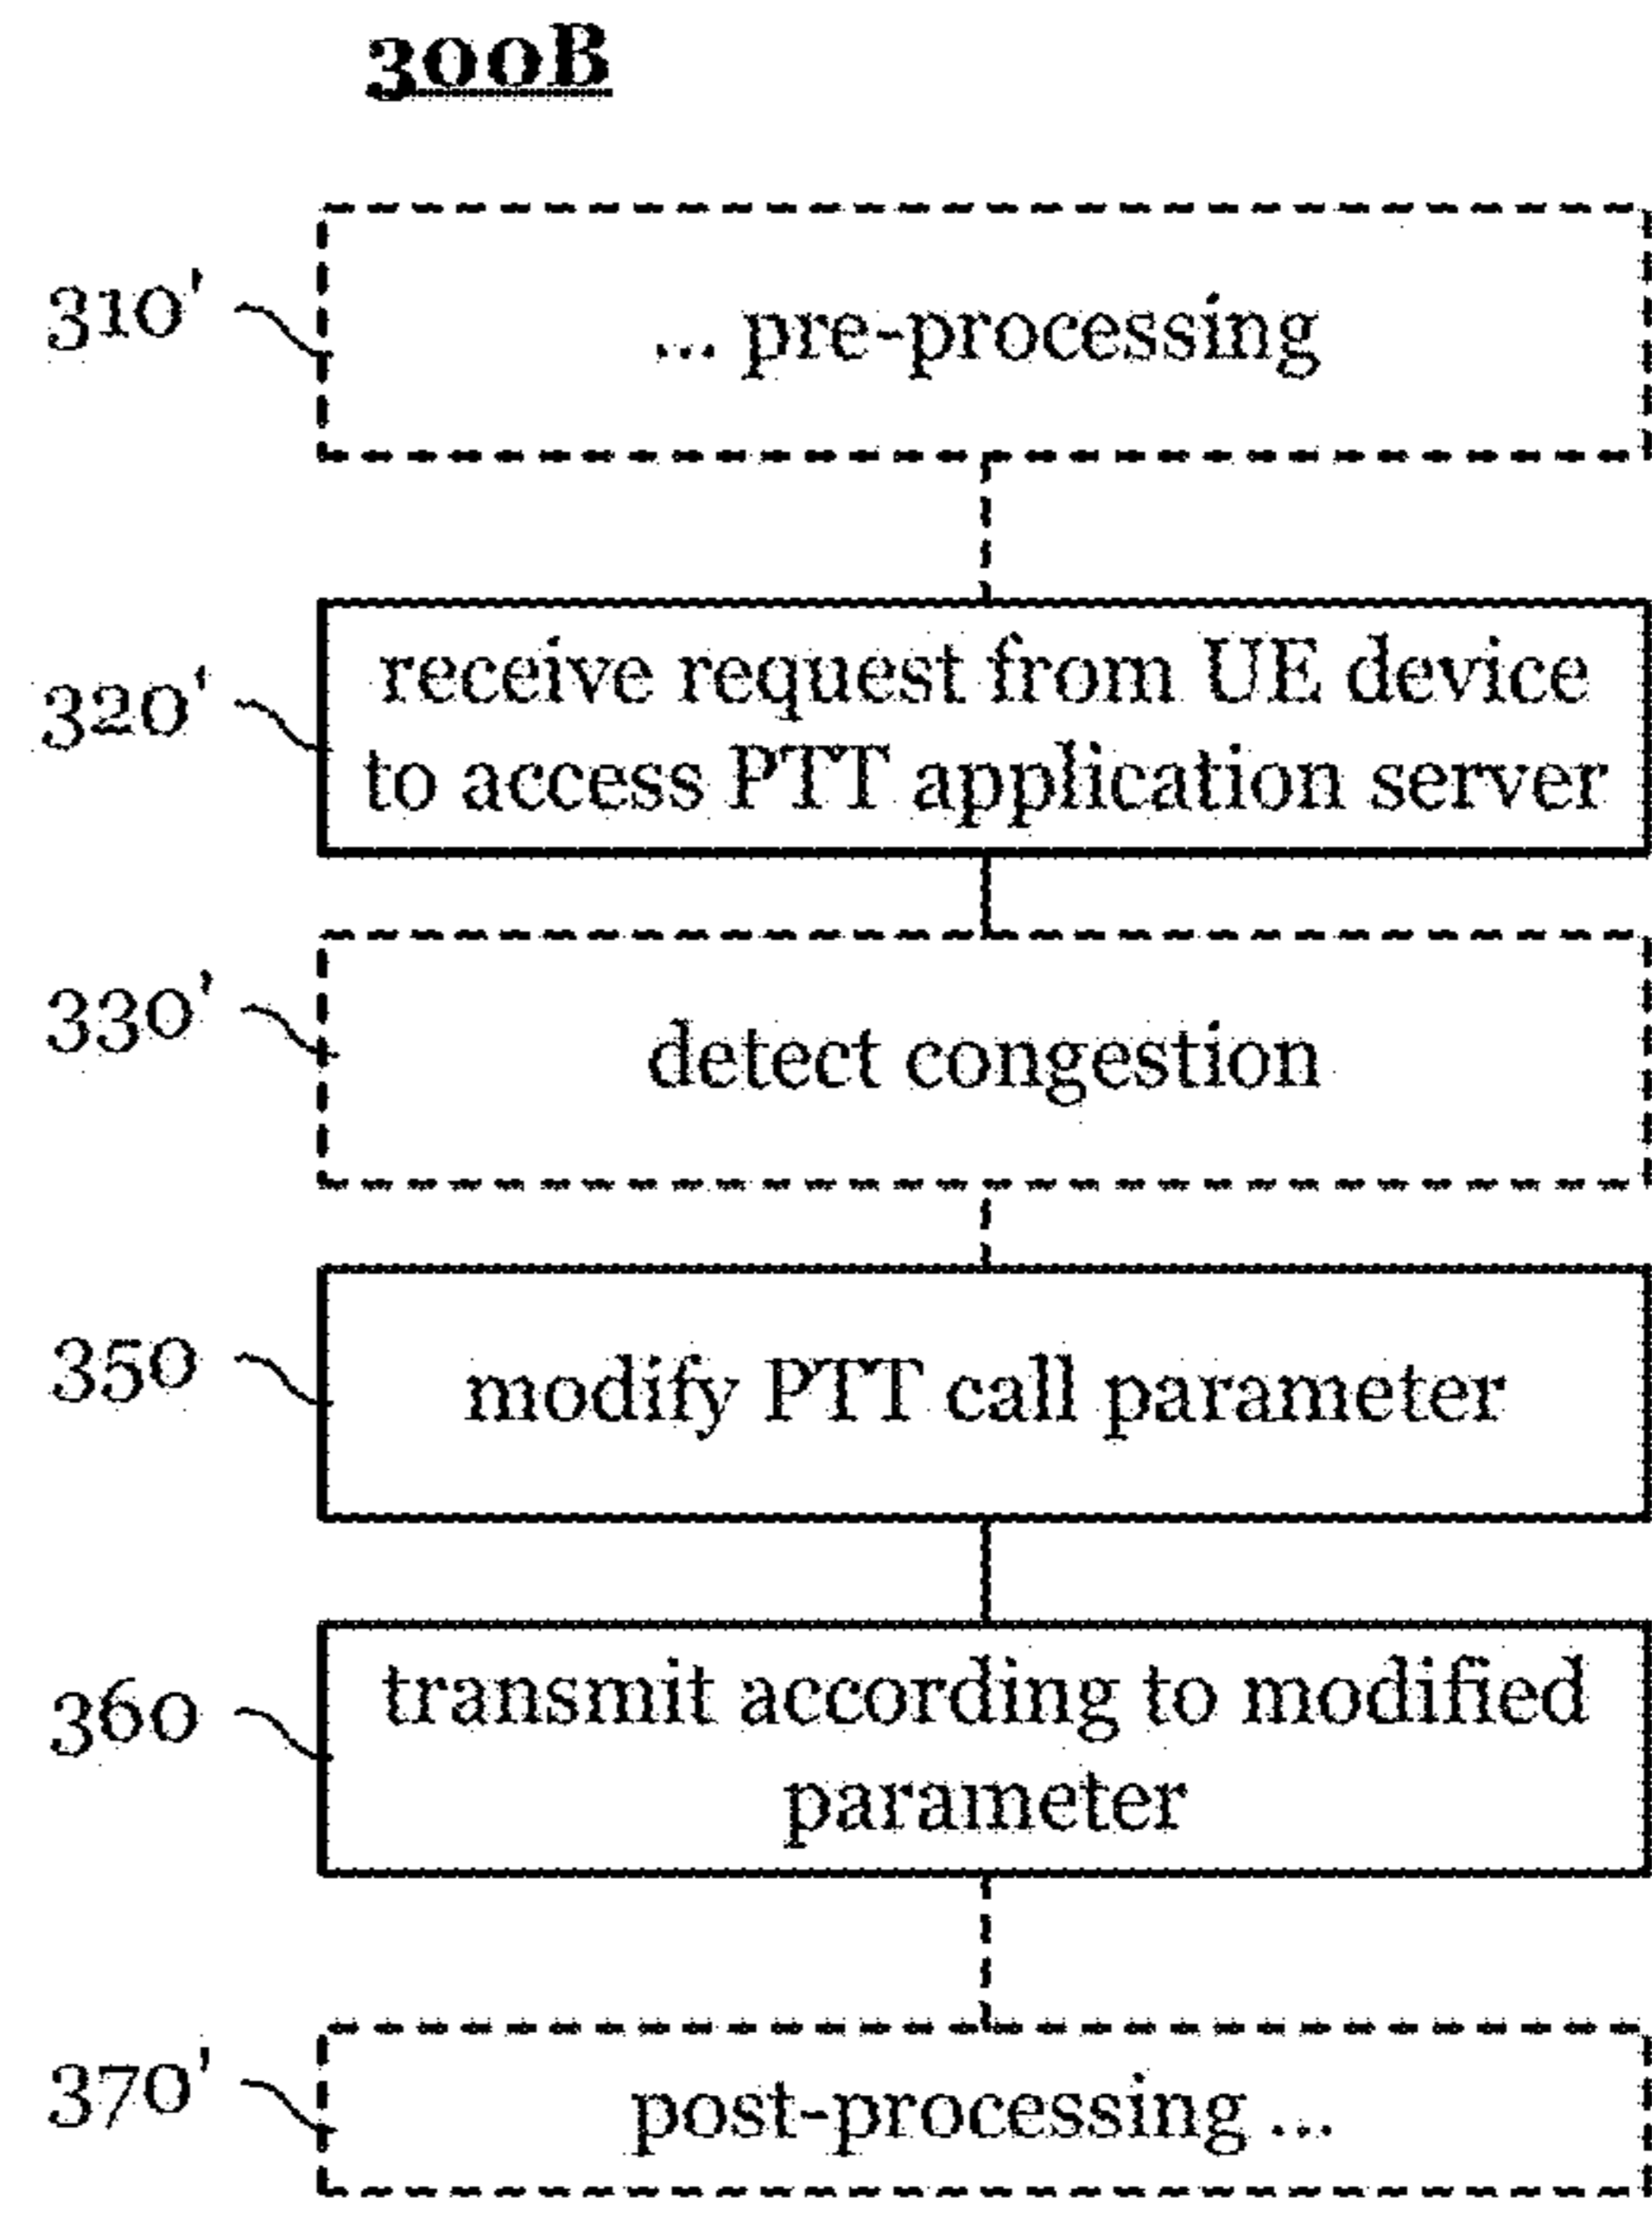 300B
310'
... pre-processing
320'
receive request from UE device
to access PTT application server
330'
detect congestion
350
modify PTT call parameter
360
transmit according to modified
parameter
370'
post-processing ...